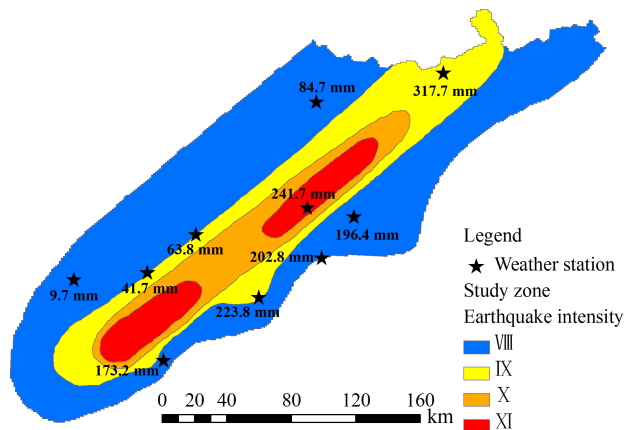 84.7 mm
317.7 mm
241.7 mm
196.4 mm
63.8 mm
202.8 mm
41.7 mm
9.7 mm
223.8 mm
173.2 mm
Legend
Weather station
Study zone
Earthquake intensity
Ⅷ
Ⅸ
Ⅹ
Ⅺ
km
0 20 40 80 120 160